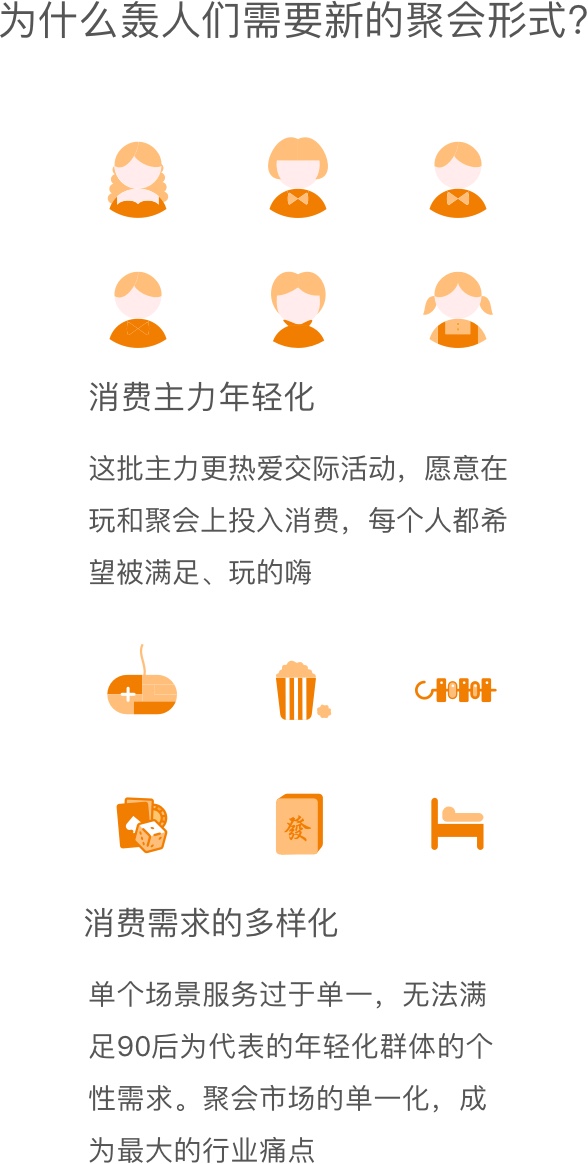 为什么轰人们需要新的聚会形式?
消费主力年轻化
这批主力更热爱交际活动，愿意在
玩和聚会上投入消费，每个人都希
望被满足、玩的嗨
發
消费需求的多样化
单个场景服务过于单一，无法满
足90后为代表的年轻化群体的个
性需求。聚会市场的单一化，成
为最大的行业痛点